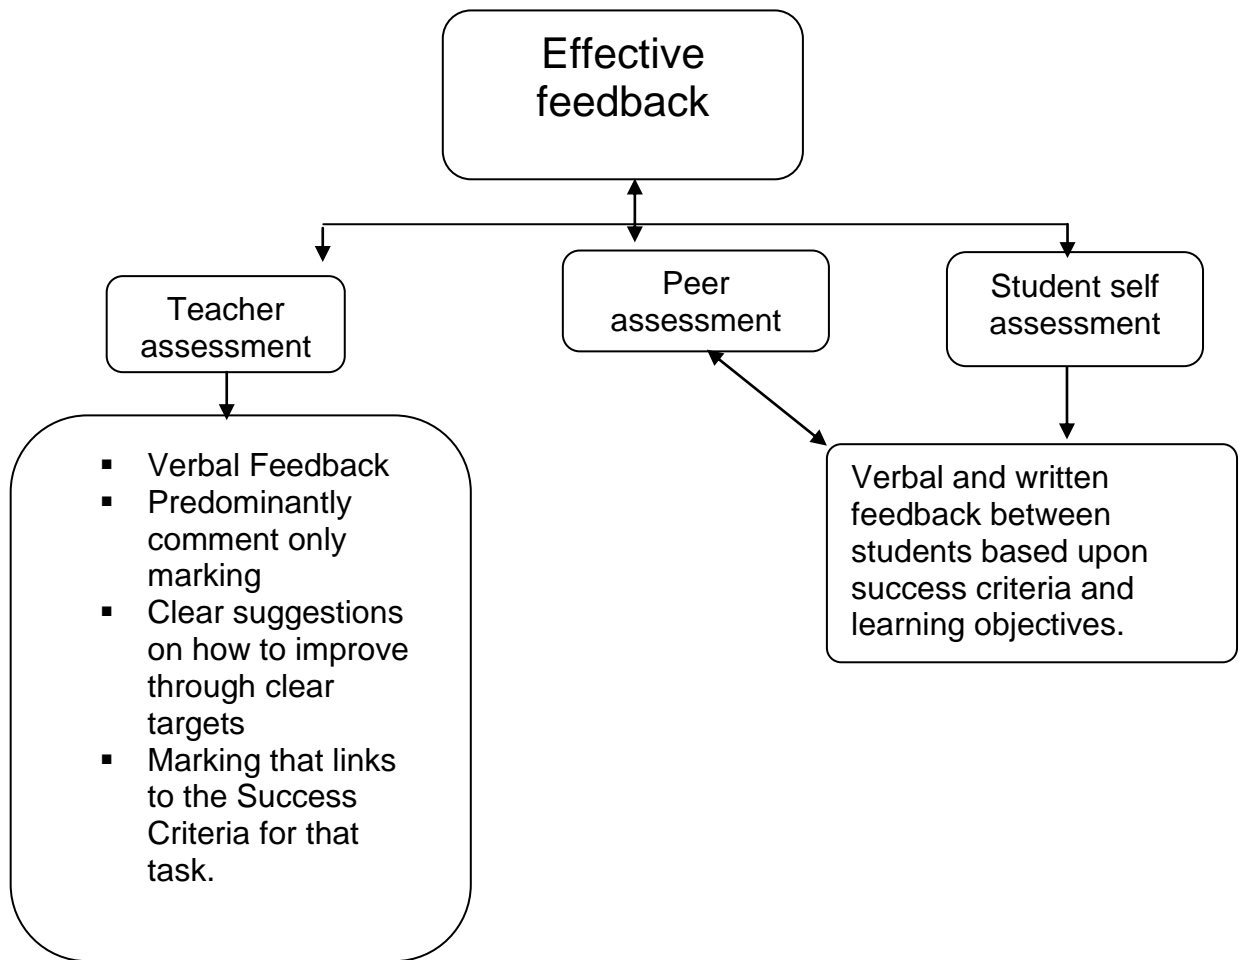 Effective
feedback
Teacher
assessment
Peer
assessment
Student self
assessment
▪ Verbal Feedback
▪ Predominantly
comment only
marking
▪ Clear suggestions
on how to improve
through clear
targets
▪ Marking that links
to the Success
Criteria for that
task.
Verbal and written
feedback between
students based upon
success criteria and
learning objectives.